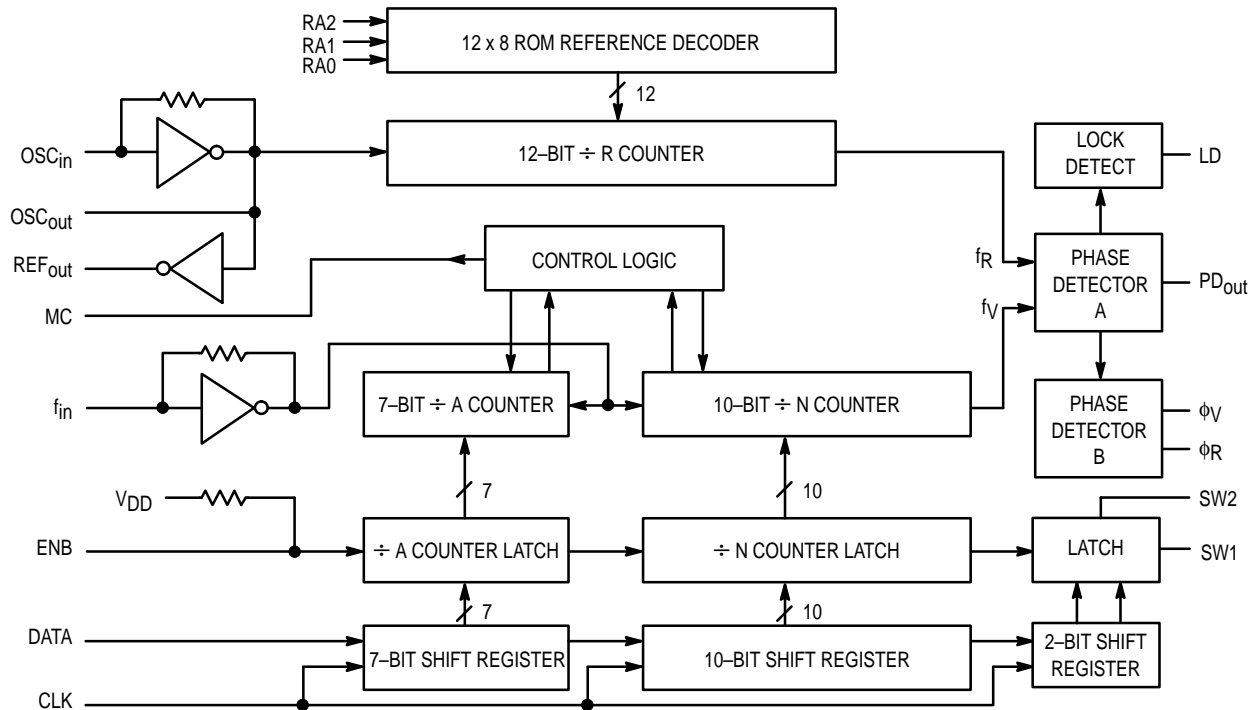 RA2
RA1
RA0
12 x 8 ROM REFERENCE DECODER
12
OSCin
12–BIT ÷ R COUNTER
LOCK
DETECT
LD
OSCout
REFout
CONTROL LOGIC
fR
PHASE
DETECTOR
A
PDout
MC
fV
fin
7–BIT ÷ A COUNTER
10–BIT ÷ N COUNTER
PHASE
DETECTOR
B
ϕV
ϕR
7
10
VDD
SW2
ENB
÷ A COUNTER LATCH
÷ N COUNTER LATCH
LATCH
SW1
7
10
DATA
7–BIT SHIFT REGISTER
10–BIT SHIFT REGISTER
2–BIT SHIFT
REGISTER
CLK